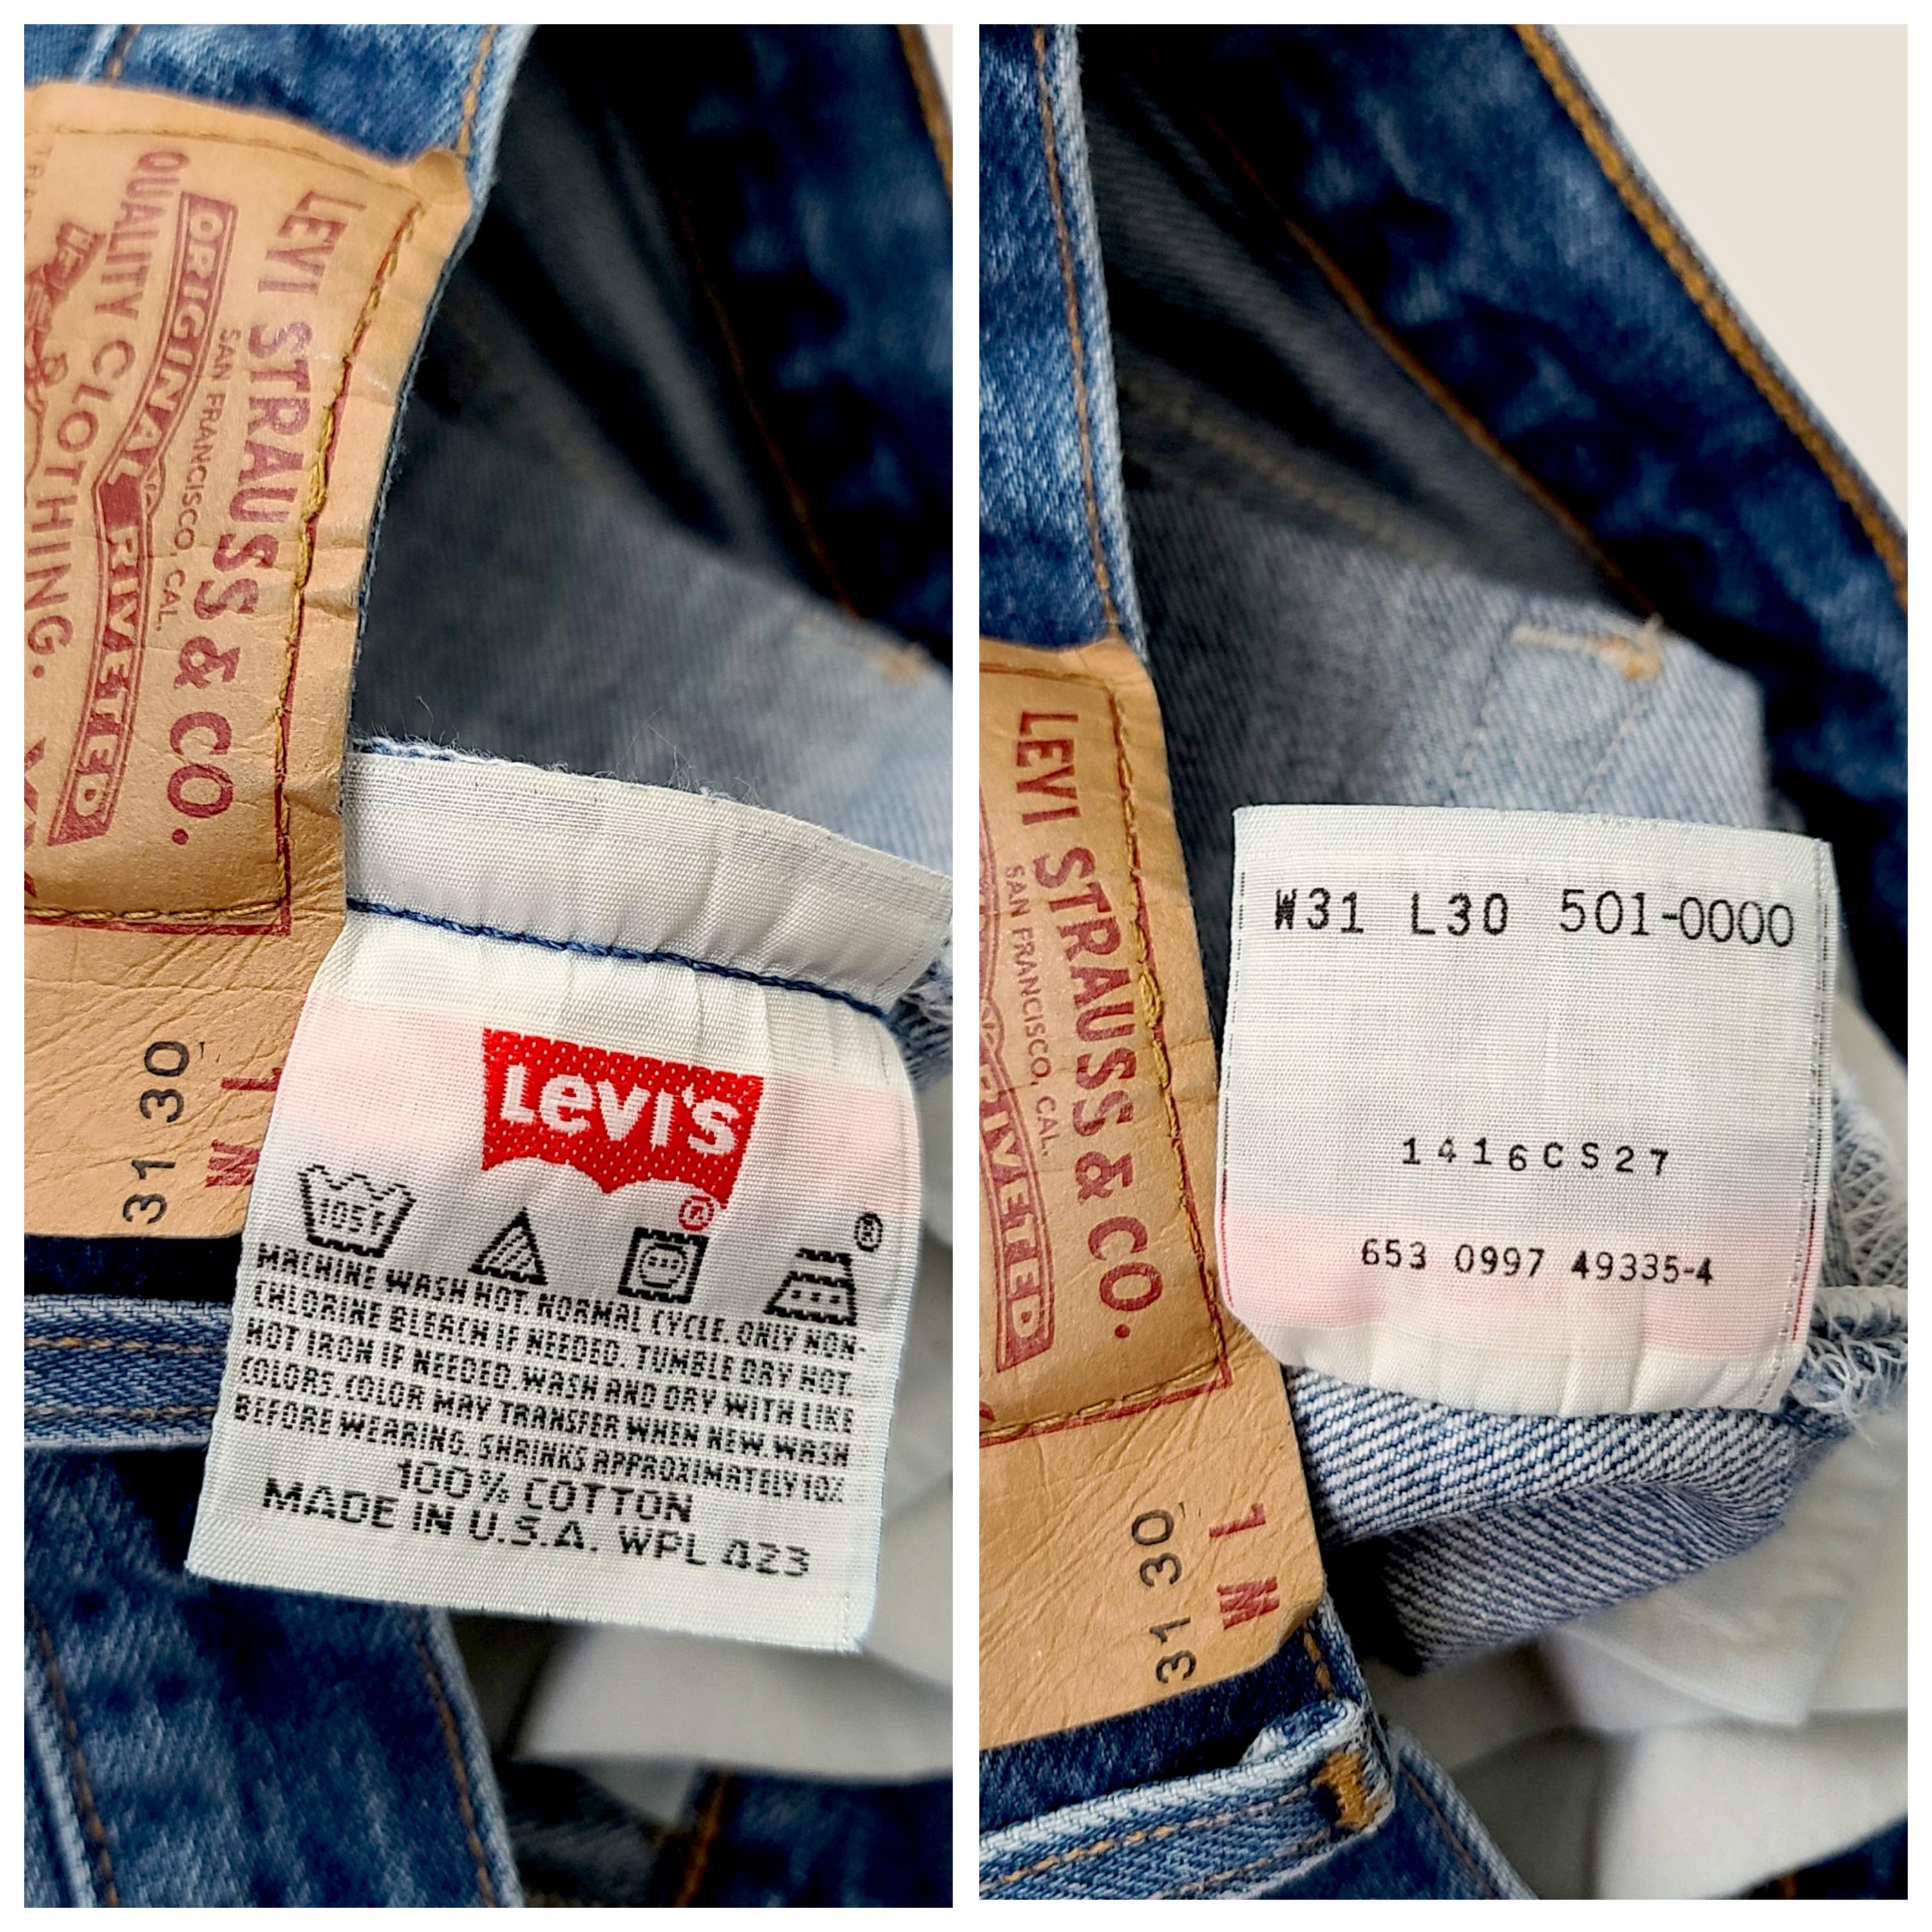 LEVI STRAUSS & CO.
SAN FRANCISCO, CAL.
ORIGINAL RIVETED
QUALITY CLOTHING.
W L
31 30
LEVI'S
®
105F
®
MACHINE WASH HOT. NORMAL CYCLE. ONLY NON-
CHLORINE BLEACH IF NEEDED. TUMBLE DRY HOT.
HOT IRON IF NEEDED. WASH AND DRY WITH LIKE
COLORS. COLOR MAY TRANSFER WHEN NEW. WASH
BEFORE WEARING. SHRINKS APPROXIMATELY 10%
100% COTTON
MADE IN U.S.A. WPL 423
LEVI STRAUSS & CO.
SAN FRANCISCO, CAL.
RIVETED
W L
31 30
W31 L30 501-0000
1416CS27
653 0997 49335-4